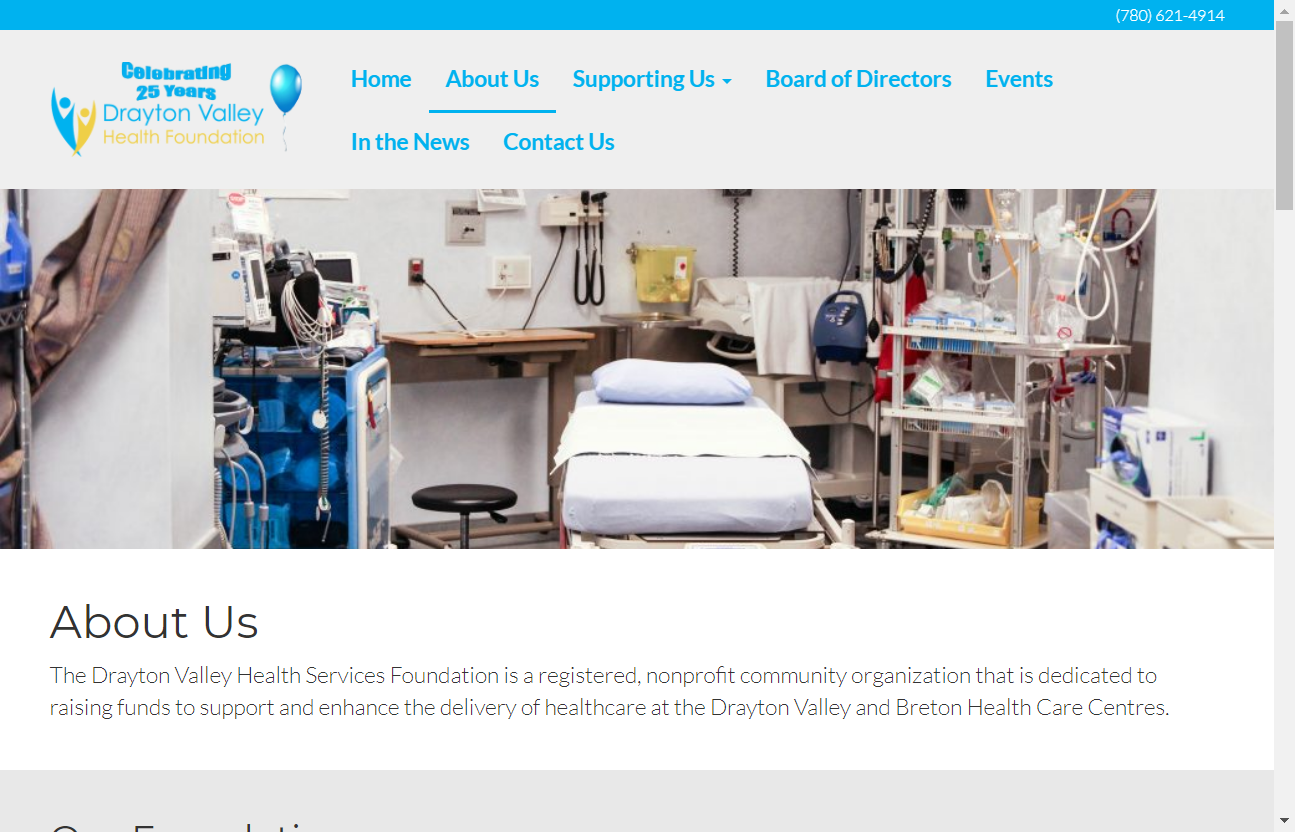 (780) 621-4914
Celebrating
25 Years
Drayton Valley
Health Foundation
Home About Us Supporting Us Board of Directors Events
In the News Contact Us
About Us
The Drayton Valley Health Services Foundation is a registered, nonprofit community organization that is dedicated to
raising funds to support and enhance the delivery of healthcare at the Drayton Valley and Breton Health Care Centres.